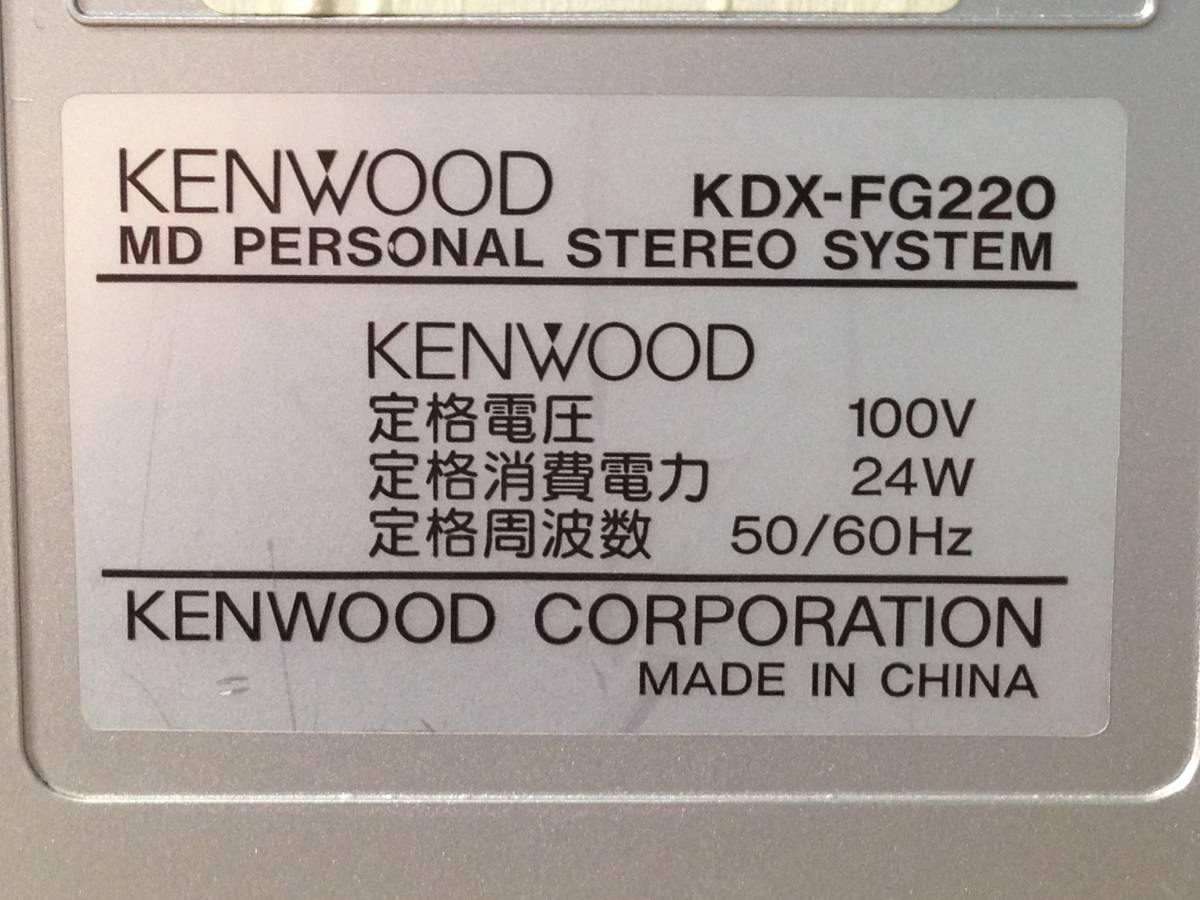 KENWOOD KDX-FG220
MD PERSONAL STEREO SYSTEM
KENWOOD
定格電圧 100V
定格消費電力 24W
定格周波数 50/60Hz
KENWOOD CORPORATION
MADE IN CHINA